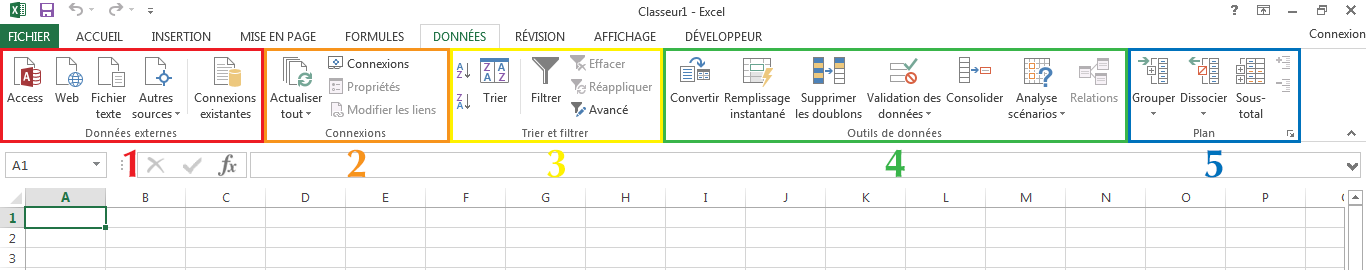 Classeur1 - Excel
FICHIER ACCUEIL INSERTION MISE EN PAGE FORMULES DONNÉES RÉVISION AFFICHAGE DÉVELOPPEUR Connexion
Access
Web
Fichier texte
Autres sources
Connexions existantes
Données externes
Actualiser tout
Connexions
Propriétés
Modifier les liens
Connexions
A Z
Z A
Z A A Z
Trier
Filtrer
Effacer
Réappliquer
Avancé
Trier et filtrer
Convertir
Remplissage instantané
Supprimer les doublons
Validation des données
Consolider
Analyse scénarios
Relations
Outils de données
Grouper
Dissocier
Sous-total
Plan
1 2 3 4 5
A1 fx
A B C D E F G H I J K L M N O P
1
2
3